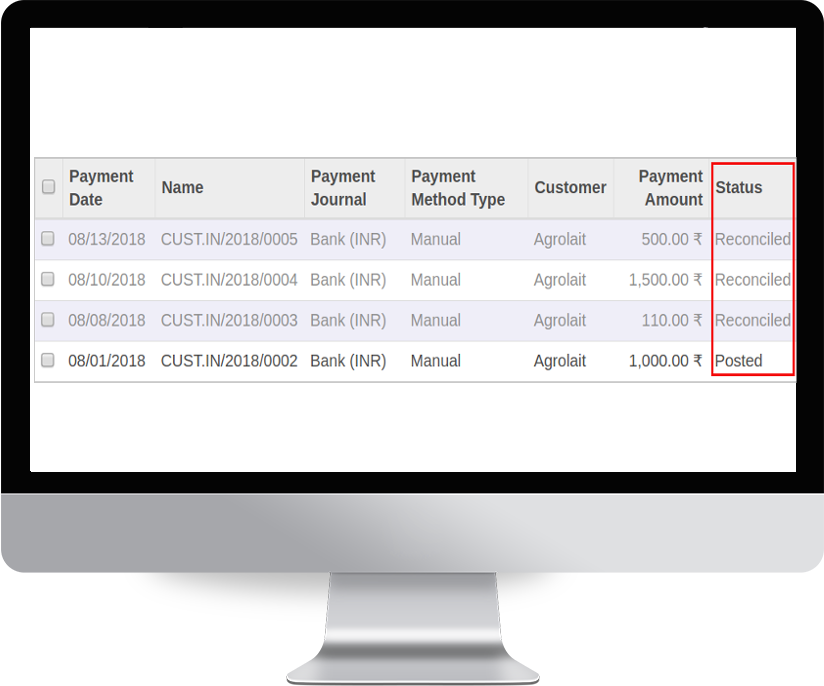 Payment Date Name Payment Journal Payment Method Type Customer Payment Amount Status
08/13/2018 CUST.IN/2018/0005 Bank (INR) Manual Agrolait 500.00 ₹ Reconciled
08/10/2018 CUST.IN/2018/0004 Bank (INR) Manual Agrolait 1,500.00 ₹ Reconciled
08/08/2018 CUST.IN/2018/0003 Bank (INR) Manual Agrolait 110.00 ₹ Reconciled
08/01/2018 CUST.IN/2018/0002 Bank (INR) Manual Agrolait 1,000.00 ₹ Posted